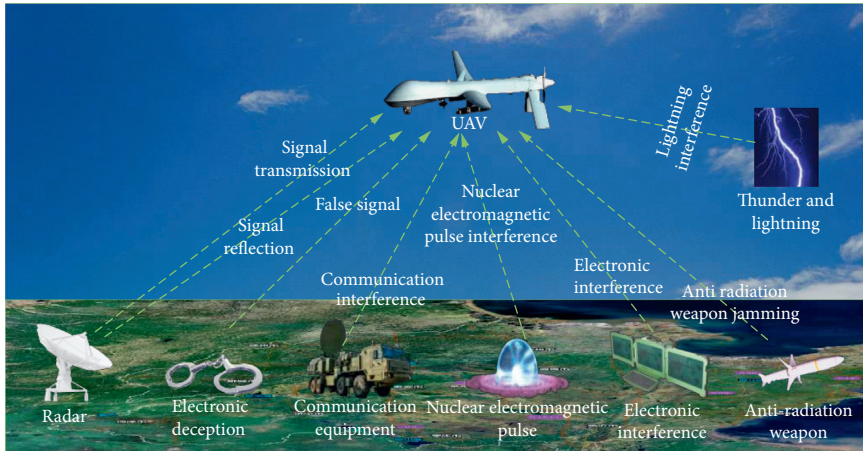 UAV
Lightning
interference
Thunder and
lightning
Signal
transmission
Signal
reflection
False signal
Nuclear
electromagnetic
pulse interference
Communication
interference
Electronic
interference
Anti radiation
weapon jamming
Radar
Electronic
deception
Communication
equipment
Nuclear electromagnetic
pulse
Electronic
interference
Anti-radiation
weapon